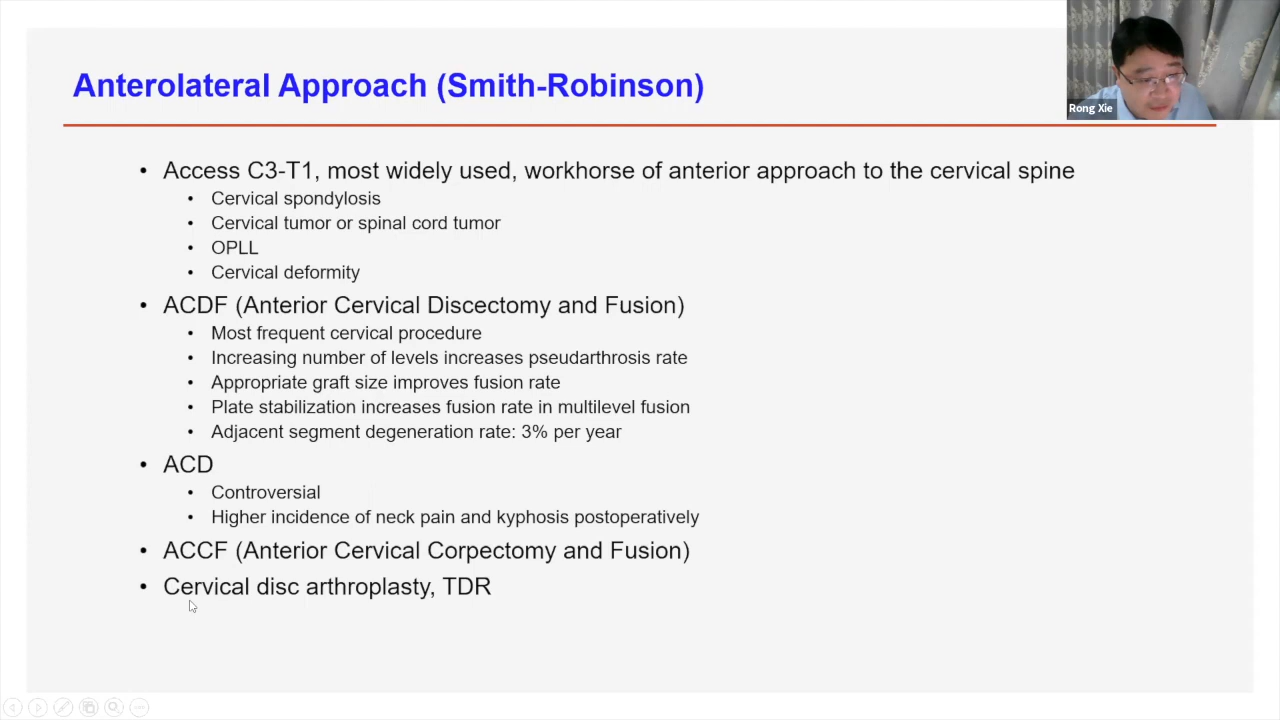 Anterolateral Approach (Smith-Robinson)
Rong Xie
• Access C3-T1, most widely used, workhorse of anterior approach to the cervical spine
• Cervical spondylosis
• Cervical tumor or spinal cord tumor
• OPLL
• Cervical deformity
• ACDF (Anterior Cervical Discectomy and Fusion)
• Most frequent cervical procedure
• Increasing number of levels increases pseudarthrosis rate
• Appropriate graft size improves fusion rate
• Plate stabilization increases fusion rate in multilevel fusion
• Adjacent segment degeneration rate: 3% per year
• ACD
• Controversial
• Higher incidence of neck pain and kyphosis postoperatively
• ACCF (Anterior Cervical Corpectomy and Fusion)
• Cervical disc arthroplasty, TDR